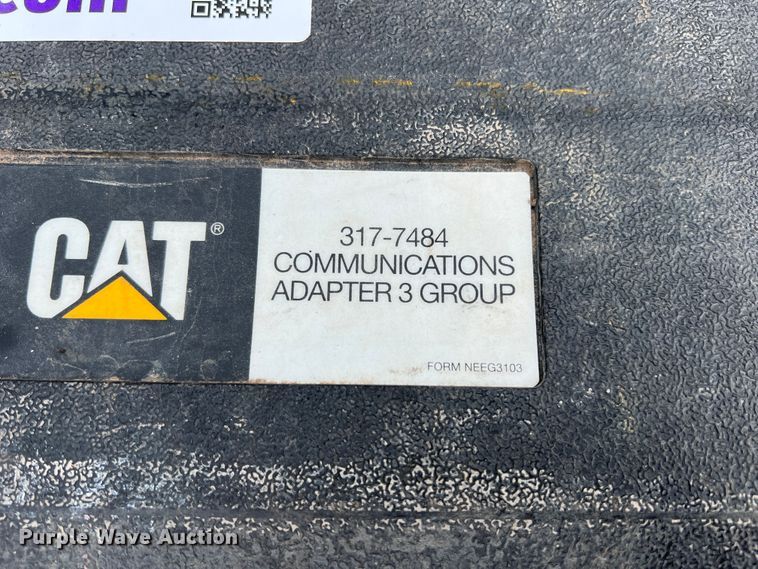 CAT®
317-7484
COMMUNICATIONS
ADAPTER 3 GROUP
FORM NEEG3103
Purple Wave Auction